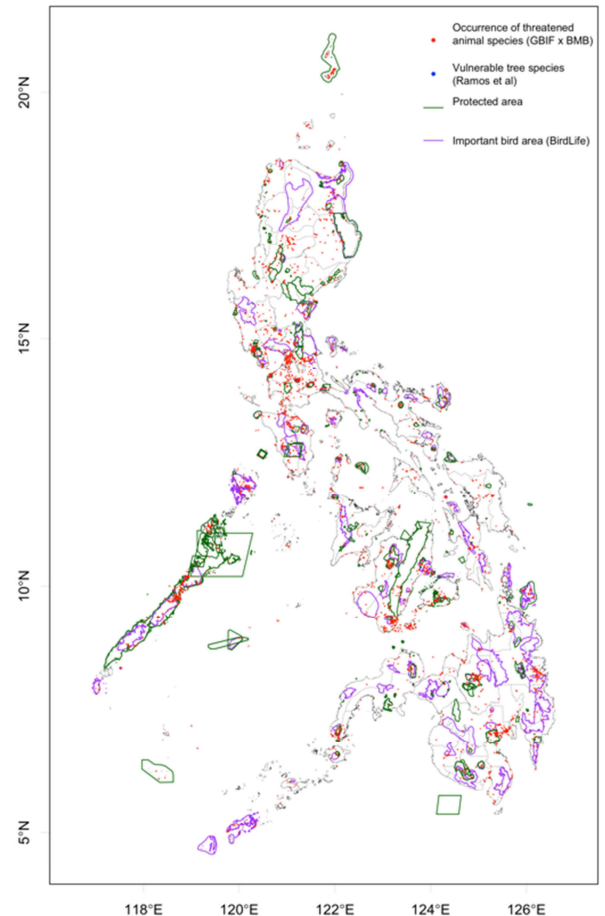 Occurrence of threatened
animal species (GBIF x BMB)
Vulnerable tree species
(Ramos et al)
Protected area
Important bird area (BirdLife)
20°N
15°N
10°N
5°N
118°E 120°E 122°E 124°E 126°E